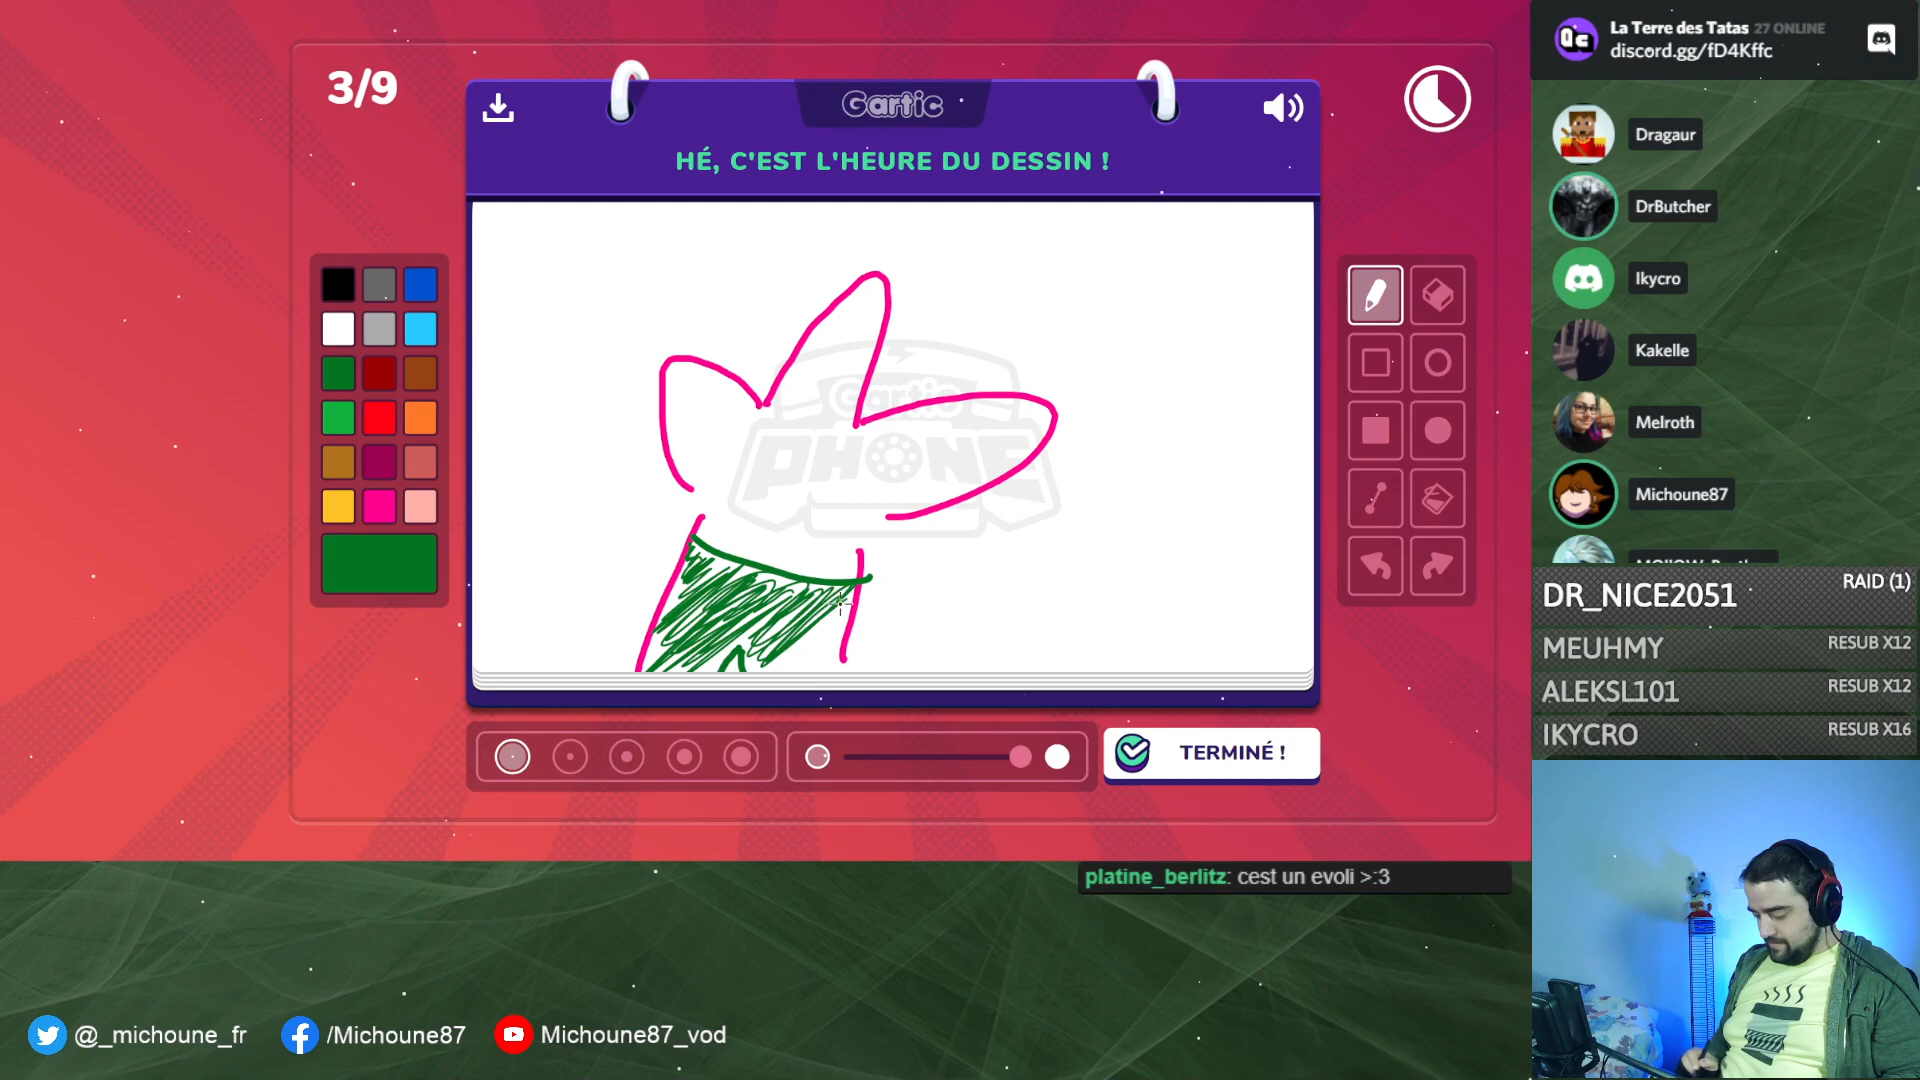 3/9
Gartic
HÉ, C'EST L'HEURE DU DESSIN !
Gartic
PHONE
TERMINÉ !
La Terre des Tatas 27 ONLINE
discord.gg/fD4Kffc
Dragaur
DrButcher
Ikycro
Kakelle
Melroth
Michoune87
DR_NICE2051 RAID (1)
MEUHMY RESUB X12
ALEKSL101 RESUB X12
IKYCRO RESUB X16
platine_berlitz: cest un evoli >:3
@_michoune_fr
/Michoune87
Michoune87_vod